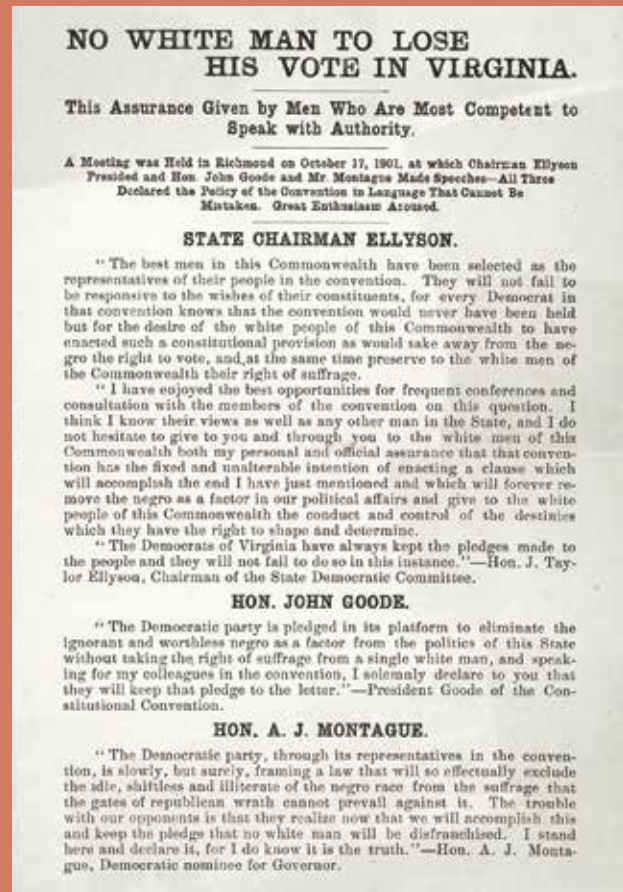 NO WHITE MAN TO LOSE
HIS VOTE IN VIRGINIA.
This Assurance Given by Men Who Are Most Competent to
Speak with Authority.
A Meeting was Held in Richmond on October 17, 1901, at which Chairman Ellyson
Presided and Hon. John Goode and Mr. Montague Made Speeches—All Three
Declared the Policy of the Convention in Language That Cannot Be
Mistaken. Great Enthusiasm Aroused.
STATE CHAIRMAN ELLYSON.
"The best men in this Commonwealth have been selected as the
representatives of their people in the convention. They will not fail to
be responsive to the wishes of their constituents, for every Democrat in
that convention knows that the convention would never have been held
but for the desire of the white people of this Commonwealth to have
enacted such a constitutional provision as would take away from the ne-
gro the right to vote, and at the same time preserve to the white men of
the Commonwealth their right of suffrage.
"I have enjoyed the best opportunities for frequent conferences and
consultation with the members of the convention on this question. I
think I know their views as well as any other man in the State, and I do
not hesitate to give to you and through you to the white men of this
Commonwealth both my personal and official assurance that that conven-
tion has the fixed and unalterable intention of enacting a clause which
will accomplish the end I have just mentioned and which will forever re-
move the negro as a factor in our political affairs and give to the white
people of this Commonwealth the conduct and control of the destinies
which they have the right to shape and determine.
"The Democrats of Virginia have always kept the pledges made to
the people and they will not fail to do so in this instance."—Hon. J. Tay-
lor Ellyson, Chairman of the State Democratic Committee.
HON. JOHN GOODE.
"The Democratic party is pledged in its platform to eliminate the
ignorant and worthless negro as a factor from the politics of this State
without taking the right of suffrage from a single white man, and speak-
ing for my colleagues in the convention, I solemnly declare to you that
they will keep that pledge to the letter."—President Goode of the Con-
stitutional Convention.
HON. A. J. MONTAGUE.
"The Democratic party, through its representatives in the conven-
tion, is slowly, but surely, framing a law that will so effectually exclude
the idle, shiftless and illiterate of the negro race from the suffrage that
the gates of republican wrath cannot prevail against it. The trouble
with our opponents is that they realize now that we will accomplish this
and keep the pledge that no white man will be disfranchised. I stand
here and declare it, for I do know it is the truth."—Hon. A. J. Monta-
gue, Democratic nominee for Governor.